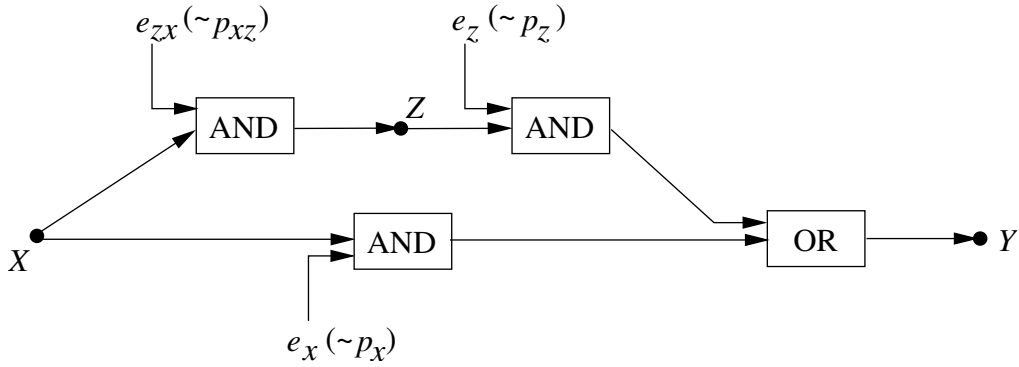 e_zx (~p_xz)
e_z (~p_z)
Z
AND
AND
X
AND
OR
Y
e_x (~p_x)